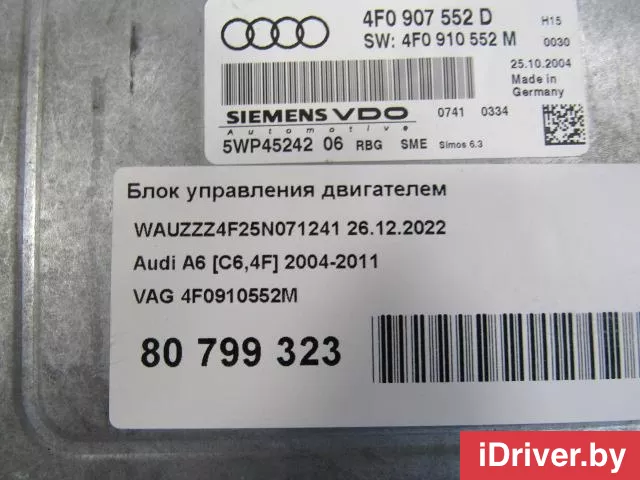 4F0 907 552 D H15
SW: 4F0 910 552 M 0030
25.10.2004
Made in
Germany
SIEMENS VDO 0741 0334
Automotive
5WP45242 06 RBG SME Simos 6.3
Блок управления двигателем
WAUZZZ4F25N071241 26.12.2022
Audi A6 [C6,4F] 2004-2011
VAG 4F0910552M
80 799 323
iDriver.by